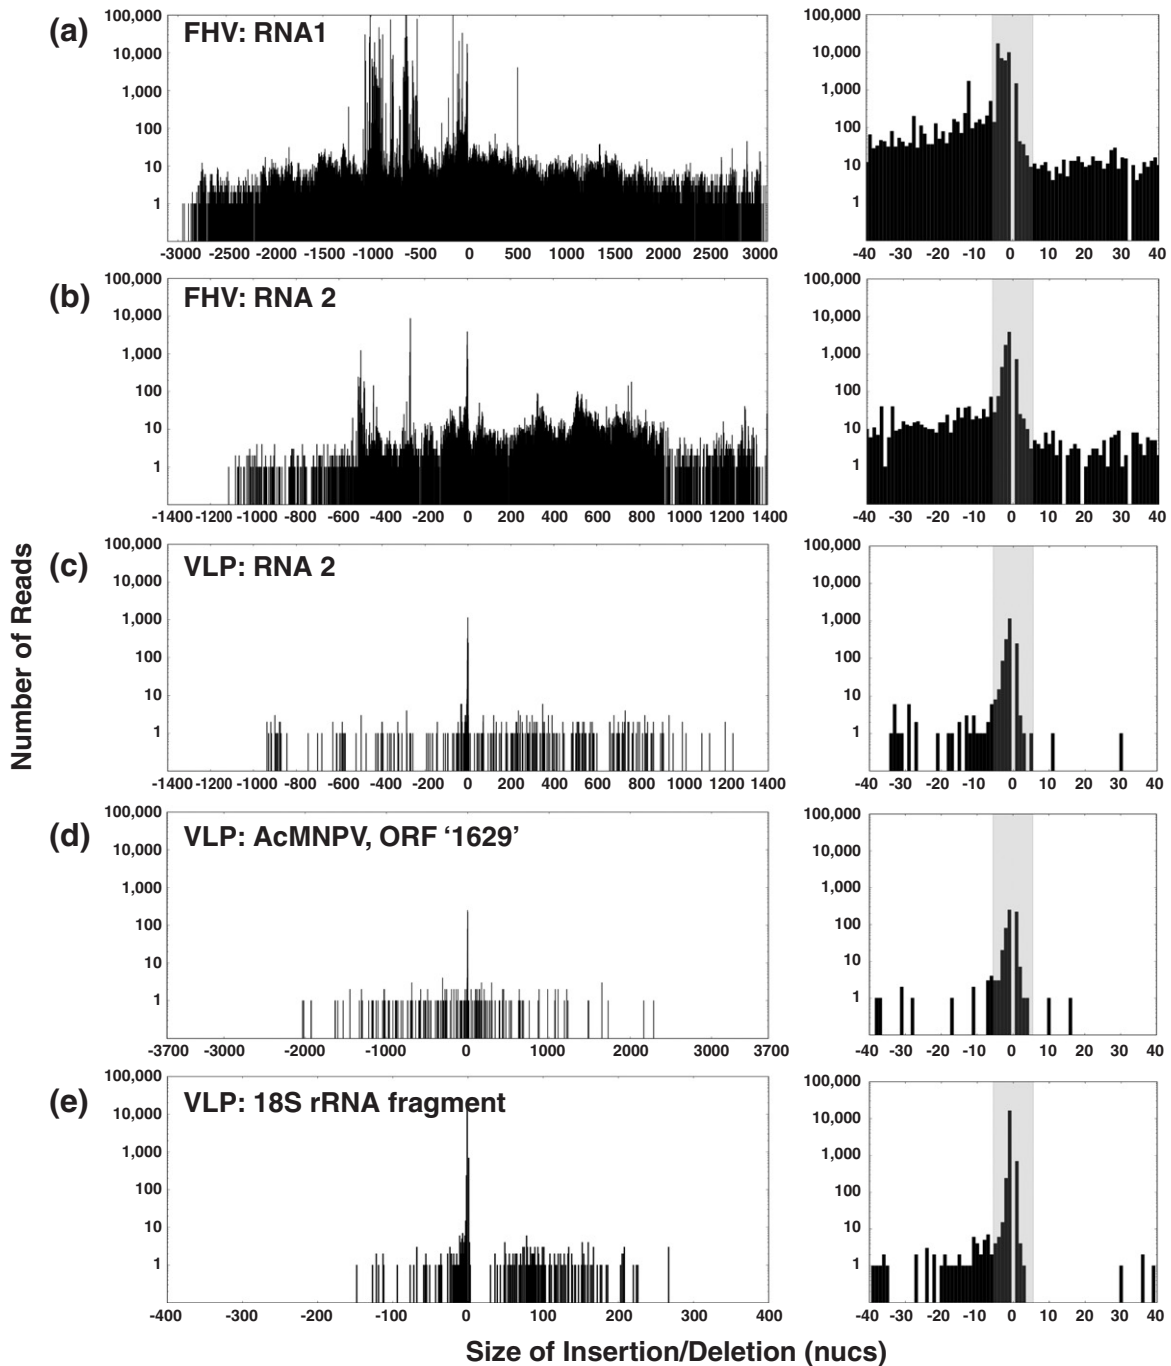 Number of Reads
(a)
FHV: RNA1
100,000
10,000
1,000
100
10
1
-3000 -2500 -1500 -1000 -500 0 500 1000 1500 2000 2500 3000
100,000
10,000
1,000
100
10
1
-40 -30 -20 -10 0 10 20 30 40
(b)
FHV: RNA 2
100,000
10,000
1,000
100
10
1
-1400 -1200 -1000 -800 -600 -400 -200 0 200 400 600 800 1000 1200 1400
100,000
10,000
1,000
100
10
1
-40 -30 -20 -10 0 10 20 30 40
(c)
VLP: RNA 2
100,000
10,000
1,000
100
10
1
-1400 -1200 -1000 -800 -600 -400 -200 0 200 400 600 800 1000 1200 1400
100,000
10,000
1,000
100
10
1
-40 -30 -20 -10 0 10 20 30 40
(d)
VLP: AcMNPV, ORF ‘1629’
100,000
10,000
1,000
100
10
1
-3700 -3000 -2000 -1000 0 1000 2000 3000 3700
100,000
10,000
1,000
100
10
1
-40 -30 -20 -10 0 10 20 30 40
(e)
VLP: 18S rRNA fragment
100,000
10,000
1,000
100
10
1
-400 -300 -200 -100 0 100 200 300 400
100,000
10,000
1,000
100
10
1
-40 -30 -20 -10 0 10 20 30 40
Size of Insertion/Deletion (nucs)